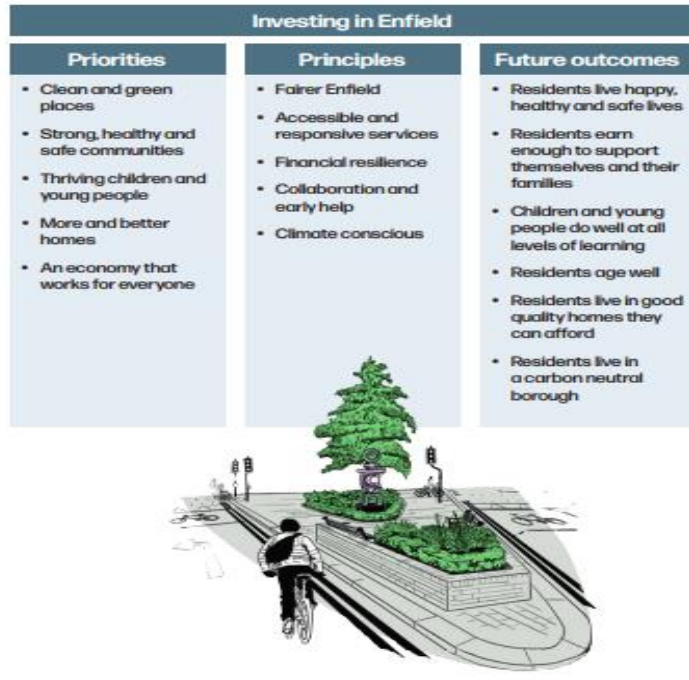 Investing in Enfield
Priorities
• Clean and green
places
• Strong, healthy and
safe communities
• Thriving children and
young people
• More and better
homes
• An economy that
works for everyone
Principles
• Fairer Enfield
• Accessible and
responsive services
• Financial resilience
• Collaboration and
early help
• Climate conscious
Future outcomes
• Residents live happy,
healthy and safe lives
• Residents earn
enough to support
themselves and their
families
• Children and young
people do well at all
levels of learning
• Residents age well
• Residents live in good
quality homes they
can afford
• Residents live in
a carbon neutral
borough